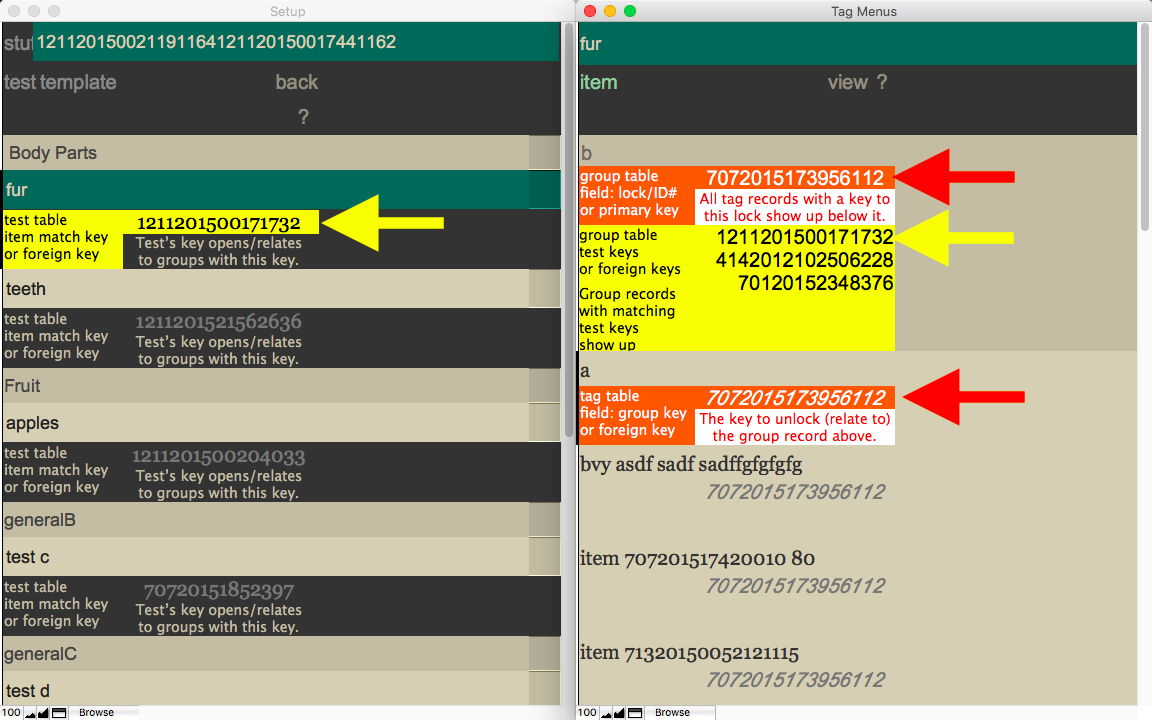 Setup
stuf 121120150021191164121120150017441162
test template back
?
Body Parts
fur
test table
item match key
or foreign key
1211201500171732
Test's key opens/relates
to groups with this key.
teeth
test table
item match key
or foreign key
1211201521562636
Test's key opens/relates
to groups with this key.
Fruit
apples
test table
item match key
or foreign key
1211201500204033
Test's key opens/relates
to groups with this key.
generalB
test c
test table
item match key
or foreign key
70720151852397
Test's key opens/relates
to groups with this key.
generalC
test d
100 Browse
Tag Menus
fur
item view ?
b
group table
field: lock/ID#
or primary key
7072015173956112
All tag records with a key to
this lock show up below it.
group table
test keys
or foreign keys
Group records
with matching
test keys
show up
1211201500171732
4142012102506228
70120152348376
a
tag table
field: group key
or foreign key
7072015173956112
The key to unlock (relate to)
the group record above.
bvy asdf sadf sadffgfgfgfg
7072015173956112
item 707201517420010 80
7072015173956112
item 71320150052121115
7072015173956112
100 Browse